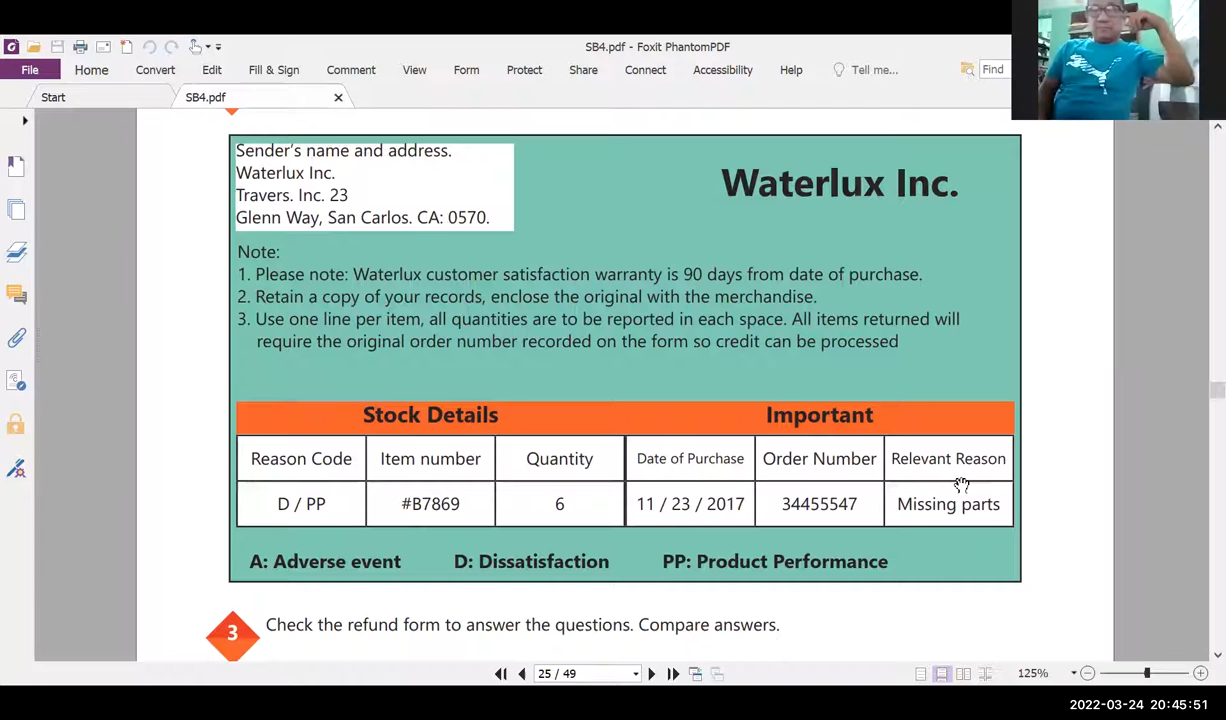 SB4.pdf - Foxit PhantomPDF
File Home Convert Edit Fill & Sign Comment View Form Protect Share Connect Accessibility Help Tell me... Find
Start SB4.pdf
Sender's name and address.
Waterlux Inc.
Travers. Inc. 23
Glenn Way, San Carlos. CA: 0570.
Waterlux Inc.
Note:
1. Please note: Waterlux customer satisfaction warranty is 90 days from date of purchase.
2. Retain a copy of your records, enclose the original with the merchandise.
3. Use one line per item, all quantities are to be reported in each space. All items returned will
require the original order number recorded on the form so credit can be processed
Stock Details Important
Reason Code Item number Quantity Date of Purchase Order Number Relevant Reason
D / PP #B7869 6 11 / 23 / 2017 34455547 Missing parts
A: Adverse event D: Dissatisfaction PP: Product Performance
3 Check the refund form to answer the questions. Compare answers.
25 / 49 125%
2022-03-24 20:45:51